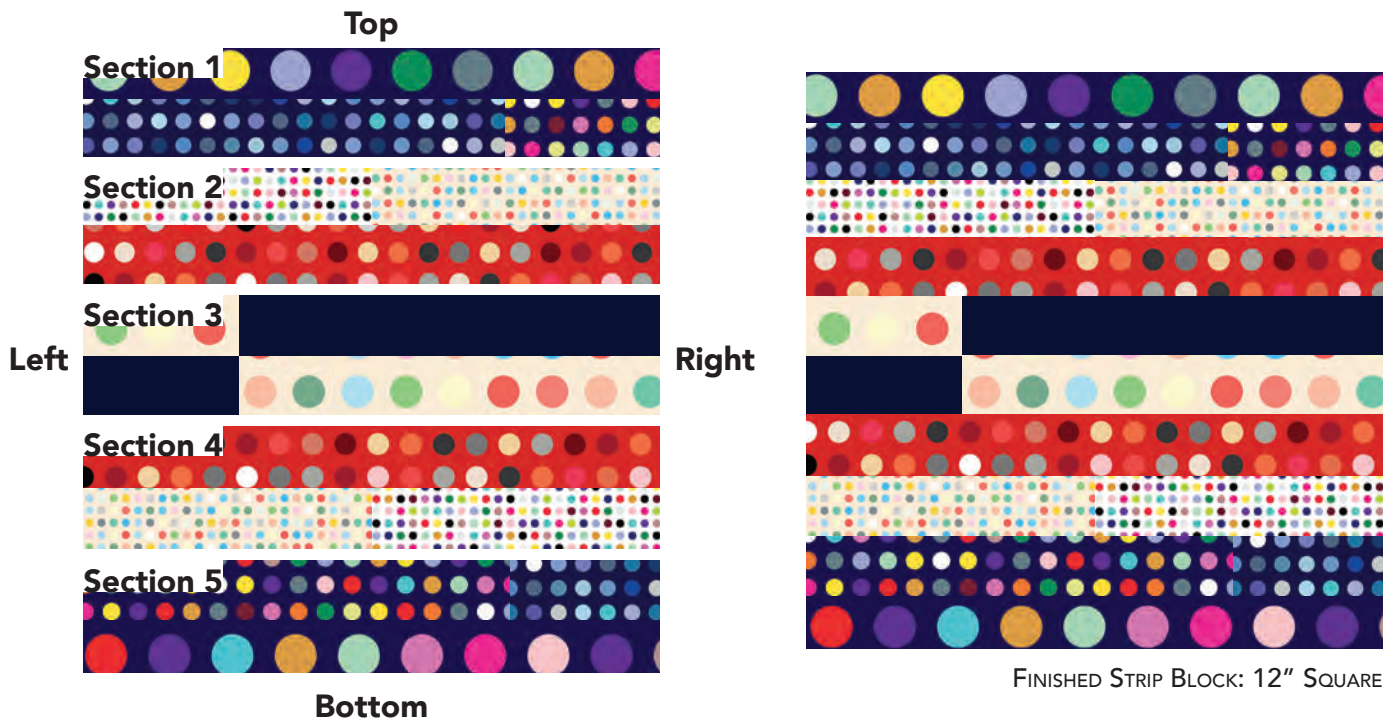 Top
Section 1
Section 2
Section 3
Left
Right
Section 4
Section 5
Finished Strip Block: 12” Square
Bottom